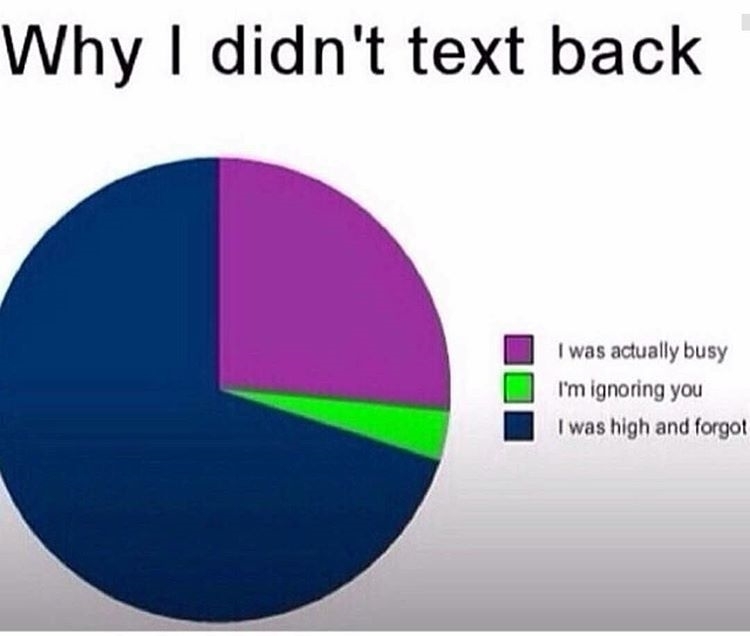 Why I didn't text back
I was actually busy
I'm ignoring you
I was high and forgot